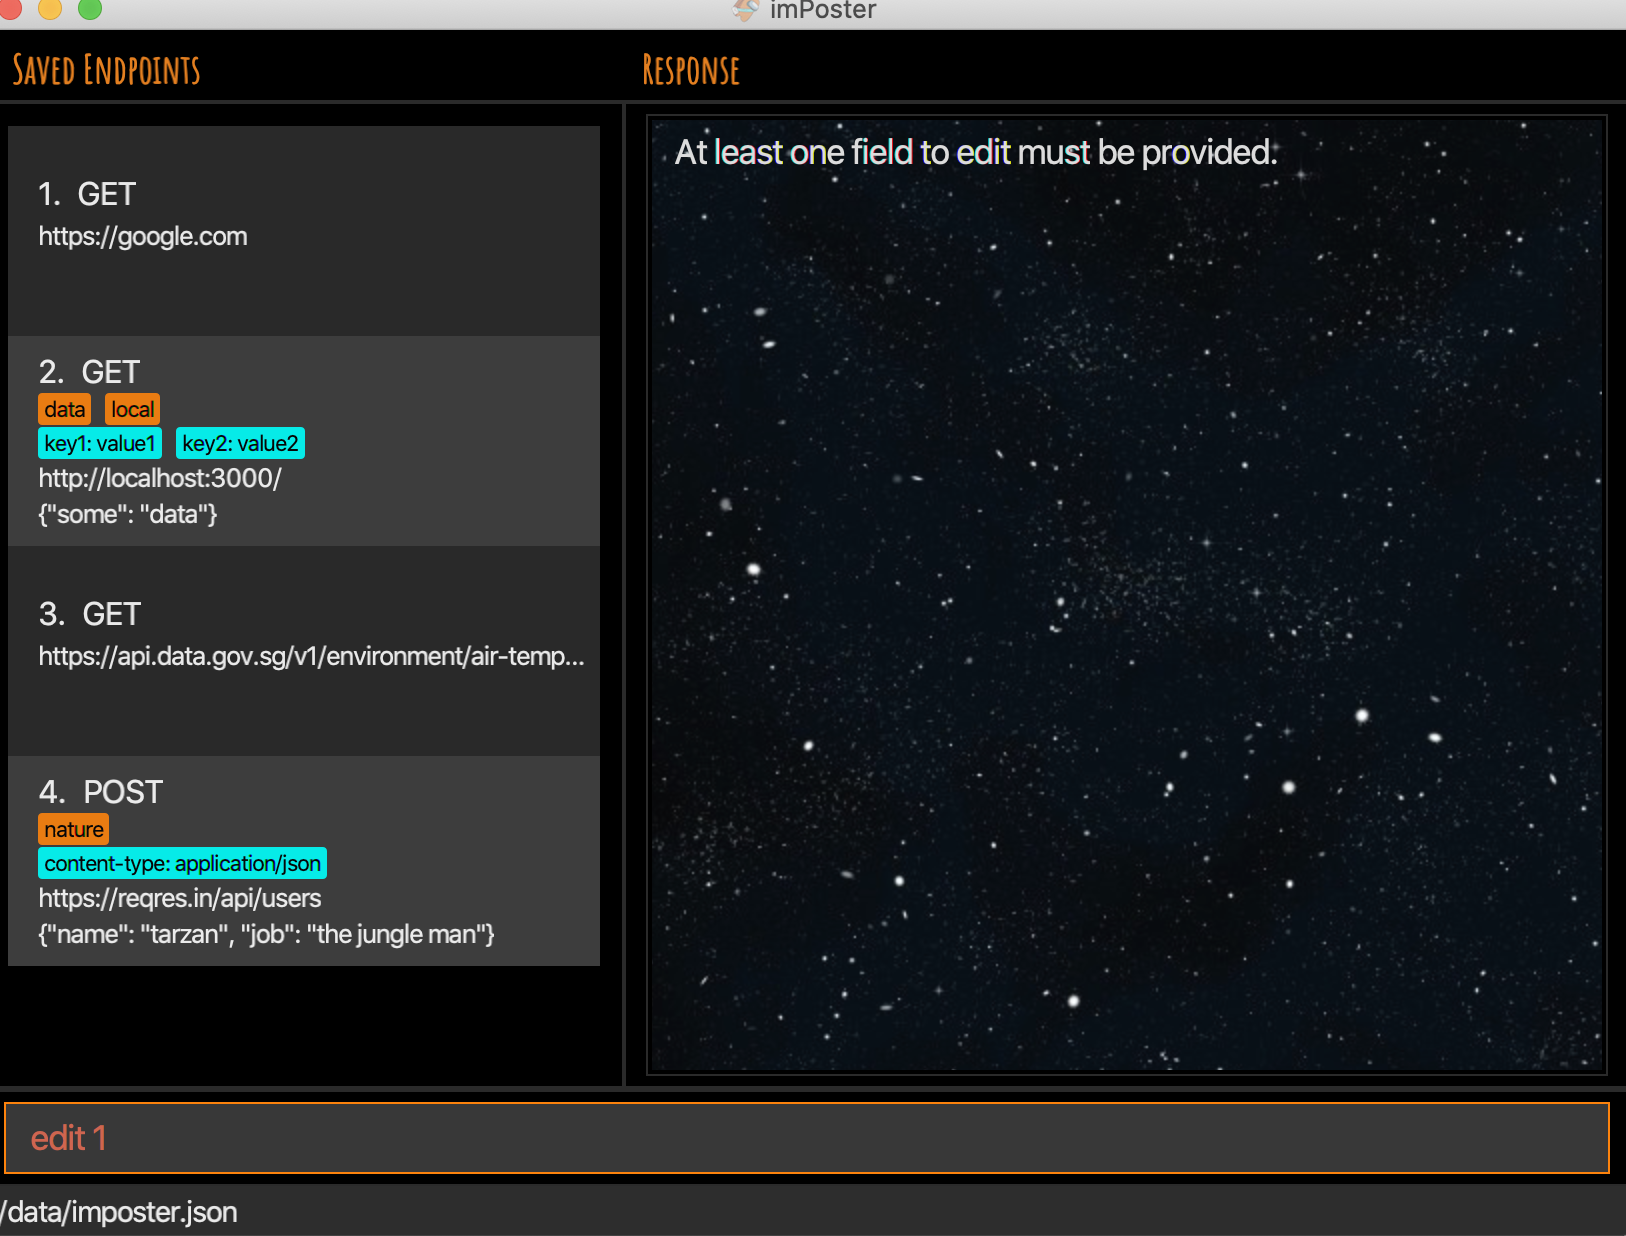 imPoster
Saved Endpoints
Response
1. GET
https://google.com
2. GET
data local
key1: value1 key2: value2
http://localhost:3000/
{"some": "data"}
3. GET
https://api.data.gov.sg/v1/environment/air-temp...
4. POST
nature
content-type: application/json
https://reqres.in/api/users
{"name": "tarzan", "job": "the jungle man"}
At least one field to edit must be provided.
edit 1
/data/imposter.json